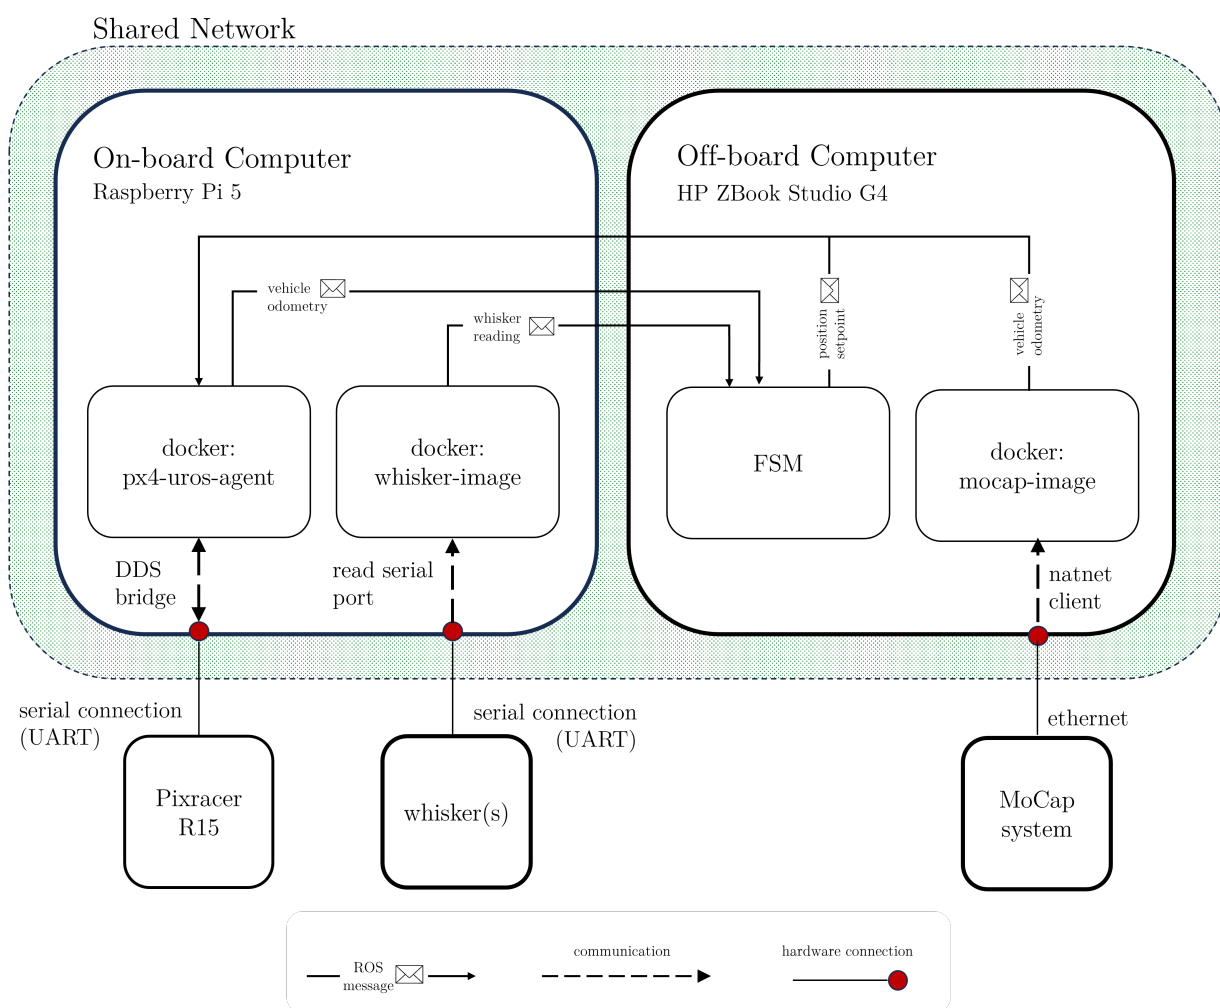 Shared Network
On-board Computer
Raspberry Pi 5
Off-board Computer
HP ZBook Studio G4
vehicle
odometry
whisker
reading
position
setpoint
vehicle
odometry
docker:
px4-uros-agent
docker:
whisker-image
FSM
docker:
mocap-image
DDS
bridge
read serial
port
natnet
client
serial connection
(UART)
serial connection
(UART)
ethernet
Pixracer
R15
whisker(s)
MoCap
system
ROS
message
communication
hardware connection